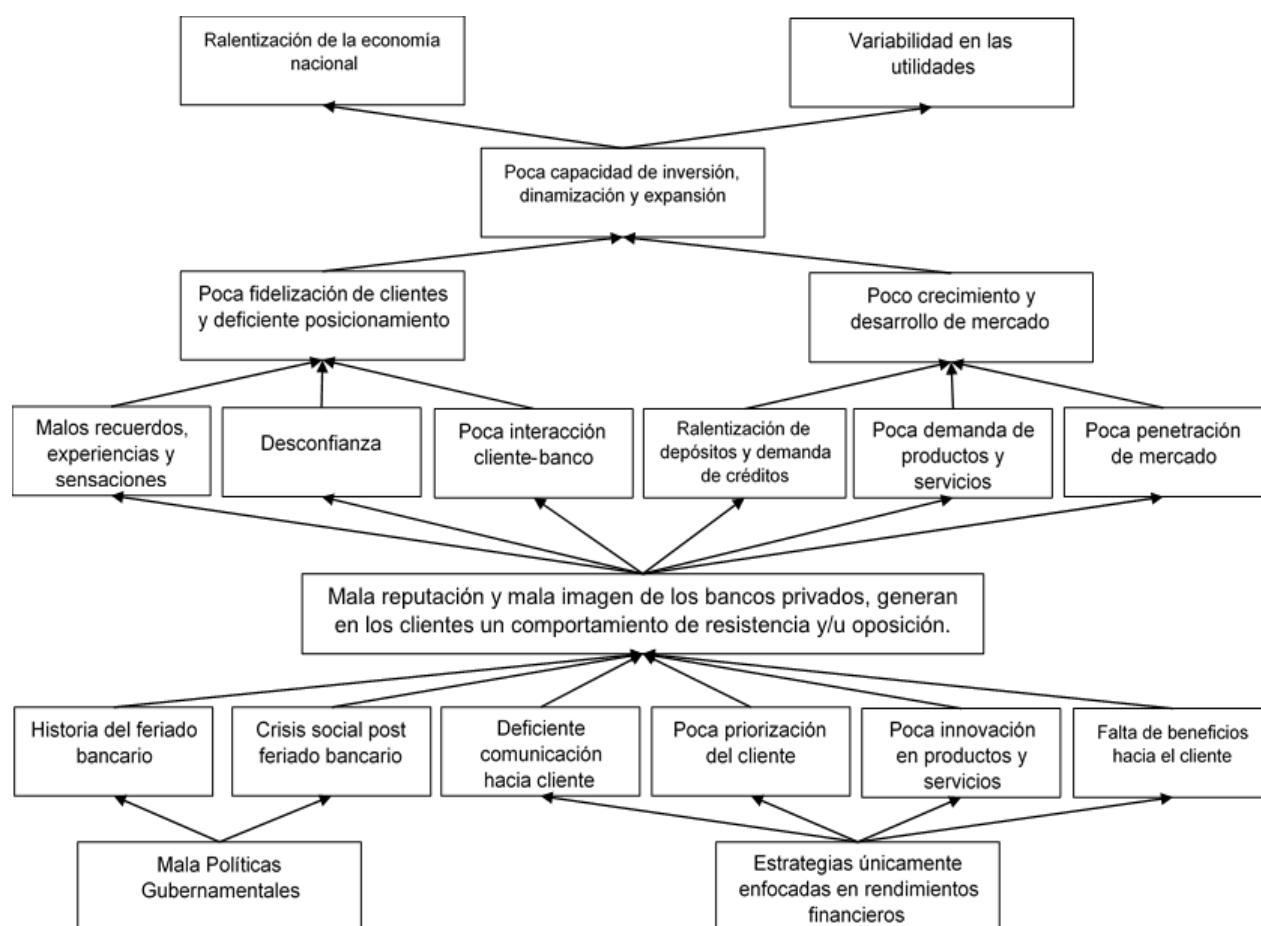 Ralentización de la economía
nacional
Variabilidad en las
utilidades
Poca capacidad de inversión,
dinamización y expansión
Poca fidelización de clientes
y deficiente posicionamiento
Poco crecimiento y
desarrollo de mercado
Malos recuerdos,
experiencias y
sensaciones
Desconfianza
Poca interacción
cliente-banco
Ralentización de
depósitos y demanda
de créditos
Poca demanda de
productos y
servicios
Poca penetración
de mercado
Mala reputación y mala imagen de los bancos privados, generan
en los clientes un comportamiento de resistencia y/u oposición.
Historia del feriado
bancario
Crisis social post
feriado bancario
Deficiente
comunicación
hacia cliente
Poca priorización
del cliente
Poca innovación
en productos y
servicios
Falta de beneficios
hacia el cliente
Mala Políticas
Gubernamentales
Estrategias únicamente
enfocadas en rendimientos
financieros